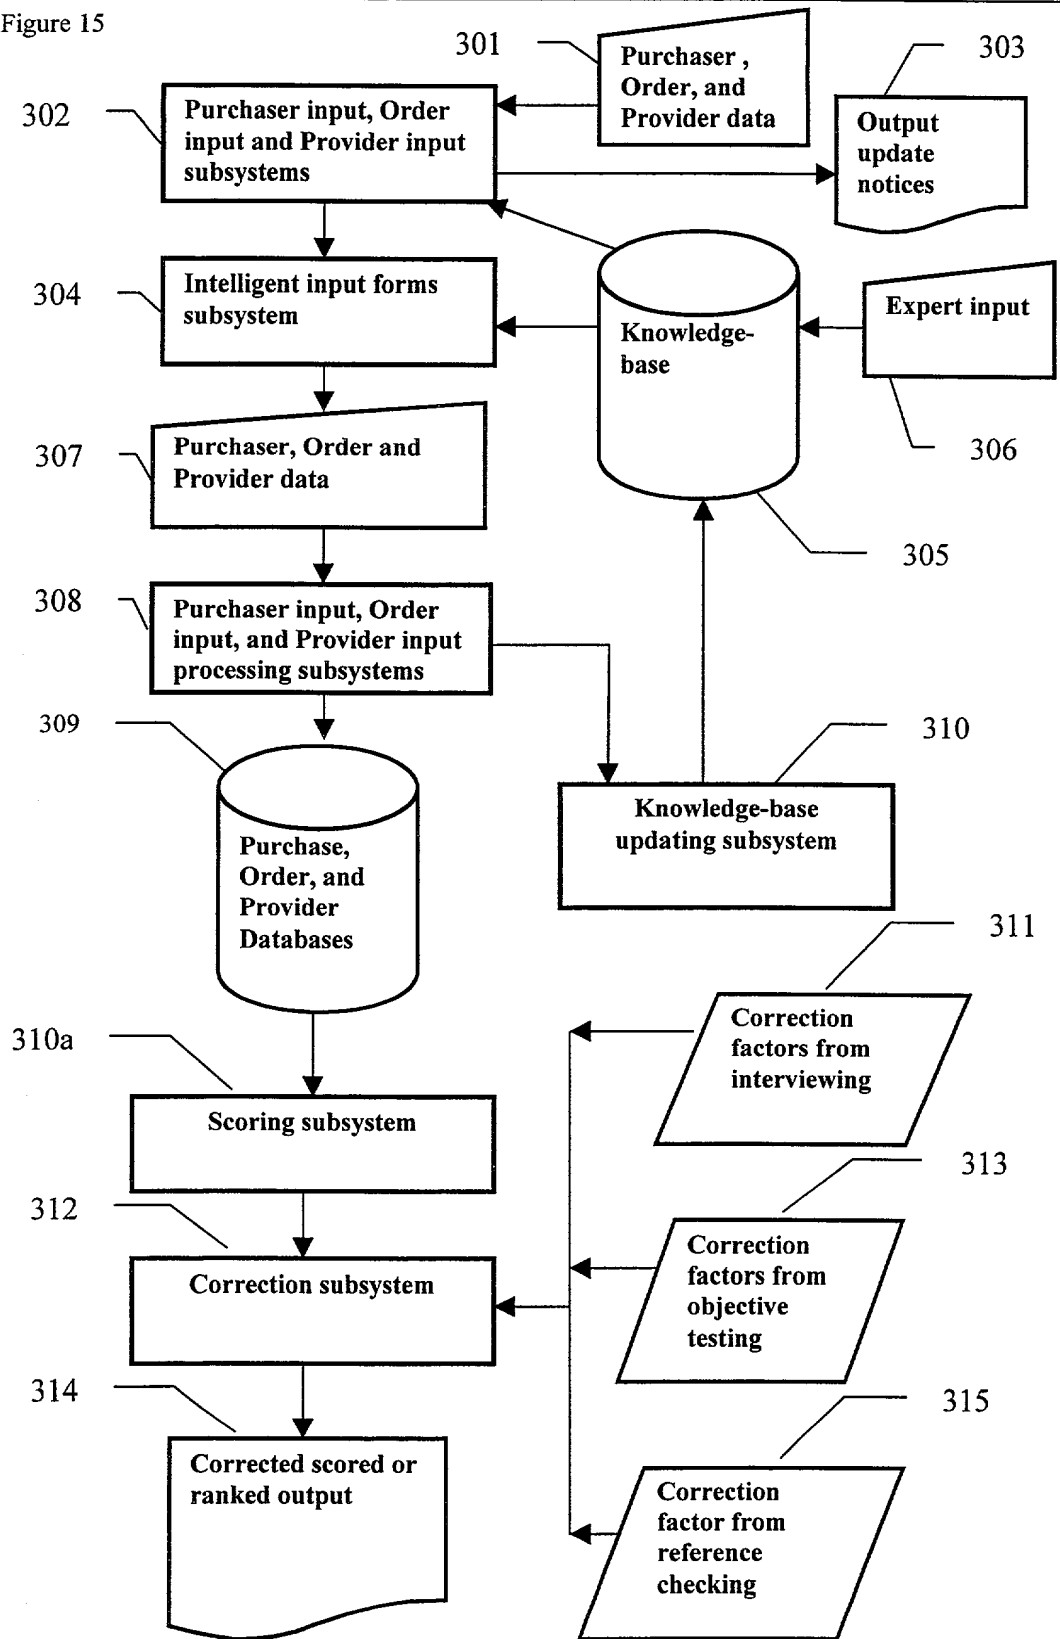 Figure 15
301
Purchaser ,
Order, and
Provider data
303
Output
update
notices
302
Purchaser input, Order
input and Provider input
subsystems
304
Intelligent input forms
subsystem
Knowledge-
base
Expert input
306
305
307
Purchaser, Order and
Provider data
308
Purchaser input, Order
input, and Provider input
processing subsystems
309
Purchase,
Order, and
Provider
Databases
310
Knowledge-base
updating subsystem
311
Correction
factors from
interviewing
310a
Scoring subsystem
313
Correction
factors from
objective
testing
312
Correction subsystem
314
Corrected scored or
ranked output
315
Correction
factor from
reference
checking